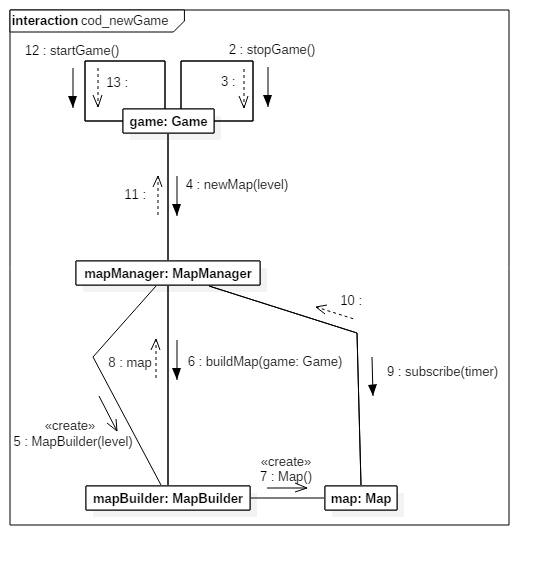 interaction cod_newGame
12 : startGame()
2 : stopGame()
13 :
3 :
game: Game
4 : newMap(level)
11 :
mapManager: MapManager
10 :
8 : map
6 : buildMap(game: Game)
9 : subscribe(timer)
«create»
5 : MapBuilder(level)
«create»
7 : Map()
mapBuilder: MapBuilder
map: Map